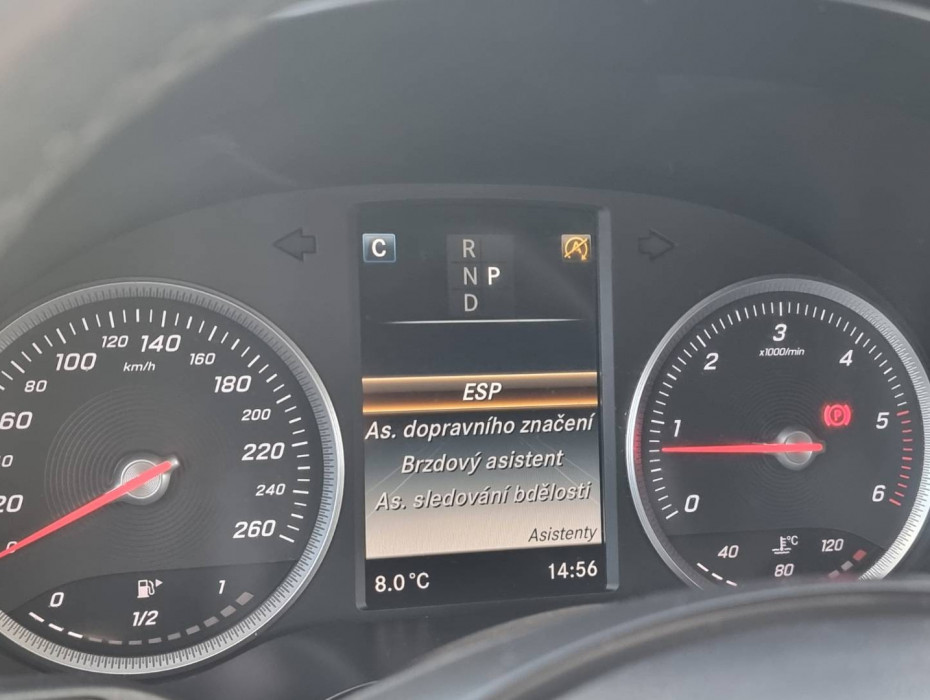 C
R
N P
D
60
80
100
120
140
160
180
200
220
240
260
km/h
20
0
0
1/2
1
ESP
As. dopravního značení
Brzdový asistent
As. sledování bdělosti
Asistenty
8.0°C
14:56
0
1
2
3
4
5
6
x1000/min
P
40
80
120
°C